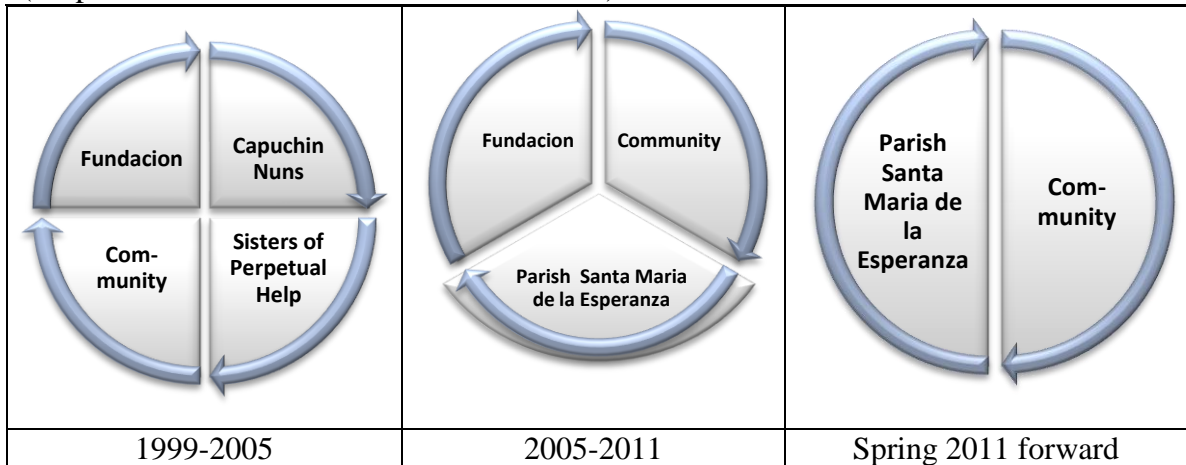 Fundacion
Capuchin
Nuns
Com-
munity
Sisters of
Perpetual
Help
Fundacion
Community
Parish Santa Maria
de la Esperanza
Parish
Santa
Maria de
la
Esperanza
Com-
munity
1999-2005
2005-2011
Spring 2011 forward